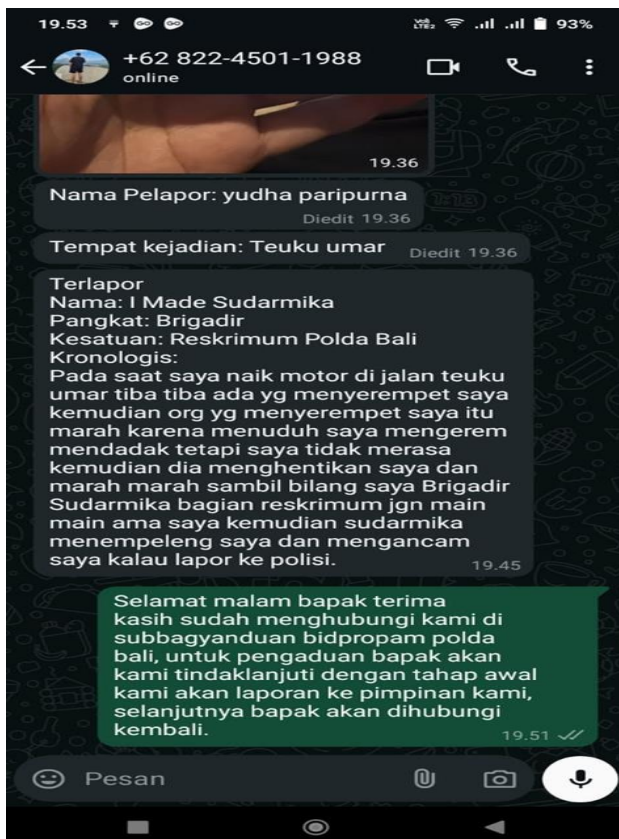 19.53 93%
+62 822-4501-1988
online
19.36
Nama Pelapor: yudha paripurna
Diedit 19.36
Tempat kejadian: Teuku umar Diedit 19.36
Terlapor
Nama: I Made Sudarmika
Pangkat: Brigadir
Kesatuan: Reskrimum Polda Bali
Kronologis:
Pada saat saya naik motor di jalan teuku
umar tiba tiba ada yg menyerempet saya
kemudian org yg menyerempet saya itu
marah karena menuduh saya mengerem
mendadak tetapi saya tidak merasa
kemudian dia menghentikan saya dan
marah marah sambil bilang saya Brigadir
Sudarmika bagian reskrimum jgn main
main ama saya kemudian sudarmika
menempeleng saya dan mengancam
saya kalau lapor ke polisi. 19.45
Selamat malam bapak terima
kasih sudah menghubungi kami di
subbagyanduan bidpropam polda
bali, untuk pengaduan bapak akan
kami tindaklanjuti dengan tahap awal
kami akan laporan ke pimpinan kami,
selanjutnya bapak akan dihubungi
kembali. 19.51
Pesan